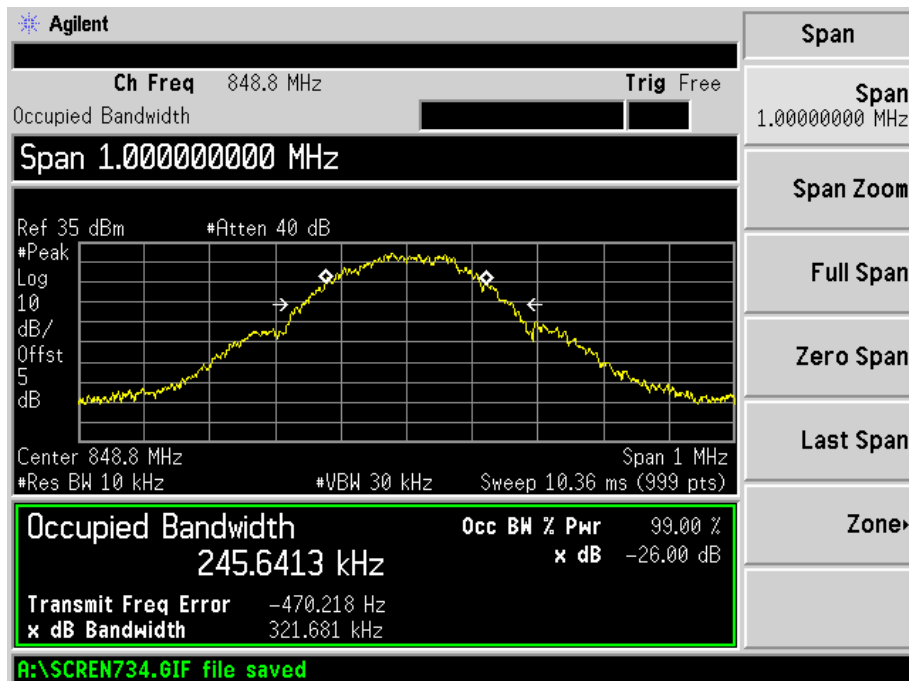 Agilent
Span
Ch Freq 848.8 MHz Trig Free
Occupied Bandwidth
Span
1.00000000 MHz
Span 1.000000000 MHz
Span Zoom
Ref 35 dBm #Atten 40 dB
#Peak
Log
10
dB/
Offst
5
dB
Full Span
Zero Span
Last Span
Center 848.8 MHz Span 1 MHz
#Res BW 10 kHz #VBW 30 kHz Sweep 10.36 ms (999 pts)
Occupied Bandwidth Occ BW % Pwr 99.00 %
245.6413 kHz x dB -26.00 dB
Zone
Transmit Freq Error -470.218 Hz
x dB Bandwidth 321.681 kHz
A:\SCREN734.GIF file saved